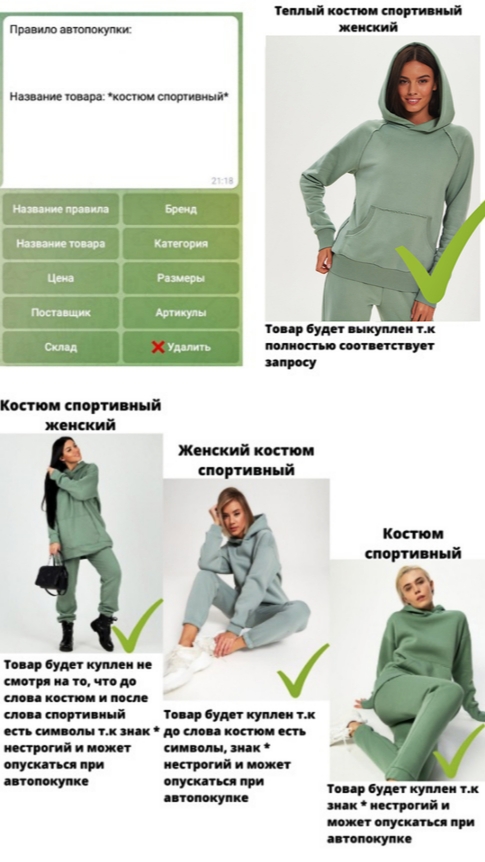 Правило автопокупки:
Название товара: *костюм спортивный*
21:18
Название правила
Бренд
Название товара
Категория
Цена
Размеры
Поставщик
Артикулы
Склад
❌ Удалить
Теплый костюм спортивный
женский
Товар будет выкуплен т.к
полностью соответствует
запросу
Костюм спортивный
женский
Товар будет куплен не
смотря на то, что до
слова костюм и после
слова спортивный
есть символы т.к знак *
нестрогий и может
опускаться при
автопокупке
Женский костюм
спортивный
Товар будет куплен т.к
до слова костюм есть
символы, знак *
нестрогий и может
опускаться при
автопокупке
Костюм
спортивный
Товар будет куплен т.к
знак * нестрогий и
может опускаться при
автопокупке